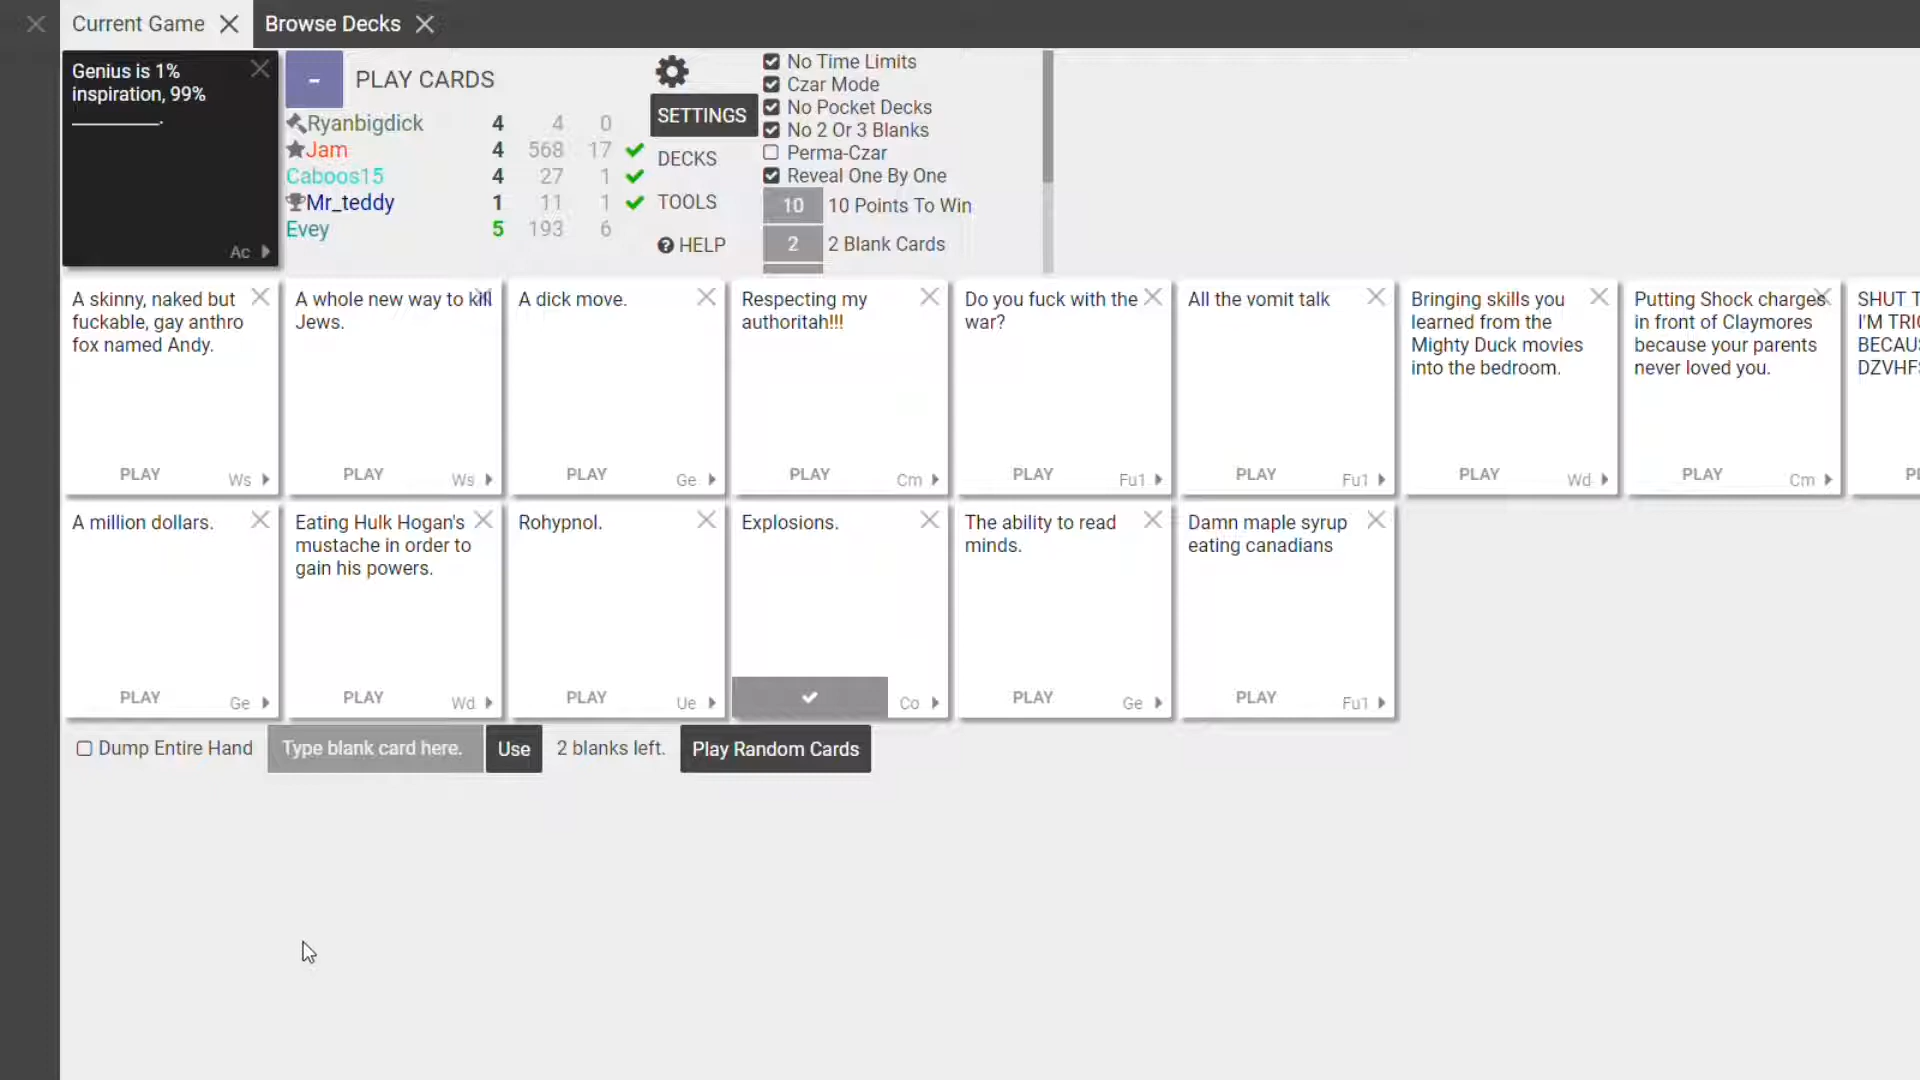 Current Game
Browse Decks
Genius is 1%
inspiration, 99%
________.
Ac
-
PLAY CARDS
Ryanbigdick 4 4 0
Jam 4 568 17
Caboos15 4 27 1
Mr_teddy 1 11 1
Evey 5 193 6
SETTINGS
DECKS
TOOLS
HELP
No Time Limits
Czar Mode
No Pocket Decks
No 2 Or 3 Blanks
Perma-Czar
Reveal One By One
10 10 Points To Win
2 2 Blank Cards
A skinny, naked but
fuckable, gay anthro
fox named Andy.
PLAY Ws
A whole new way to kill
Jews.
PLAY Ws
A dick move.
PLAY Ge
Respecting my
authoritah!!!
PLAY Cm
Do you fuck with the
war?
PLAY Fu1
All the vomit talk
PLAY Fu1
Bringing skills you
learned from the
Mighty Duck movies
into the bedroom.
PLAY Wd
Putting Shock charges
in front of Claymores
because your parents
never loved you.
PLAY Cm
SHUT
I'M
A million dollars.
PLAY Ge
Eating Hulk Hogan's
mustache in order to
gain his powers.
PLAY Wd
Rohypnol.
PLAY Ue
Explosions.
Co
The ability to read
minds.
PLAY Ge
Damn maple syrup
eating canadians
PLAY Fu1
Dump Entire Hand
Type blank card here.
Use
2 blanks left.
Play Random Cards